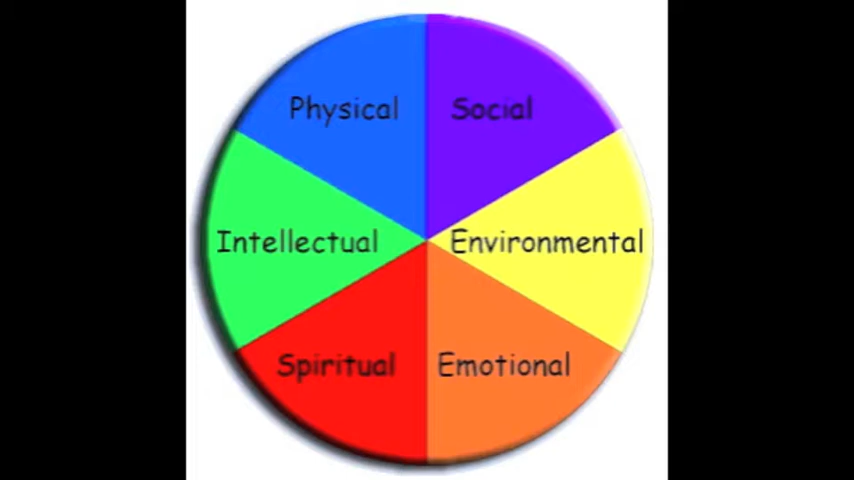 Physical
Social
Intellectual
Environmental
Spiritual
Emotional